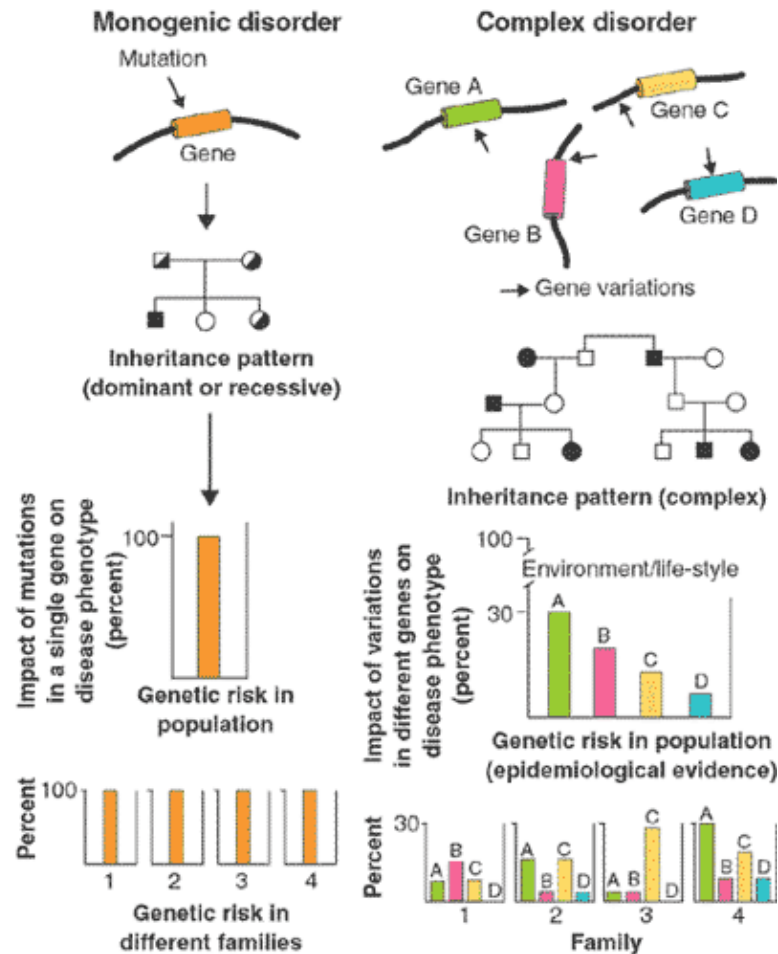 Monogenic disorder
Mutation
Gene
Inheritance pattern
(dominant or recessive)
Impact of mutations
in a single gene on
disease phenotype
(percent)
100
Genetic risk in
population
Percent
100
1 2 3 4
Genetic risk in
different families
Complex disorder
Gene A
Gene C
Gene B
Gene D
Gene variations
Inheritance pattern (complex)
Impact of variations
in different genes on
disease phenotype
(percent)
100
Environment/life-style
30
A B C D
Genetic risk in population
(epidemiological evidence)
Percent
30
A B C D
A B C D
A B C D
A B C D
1 2 3 4
Family